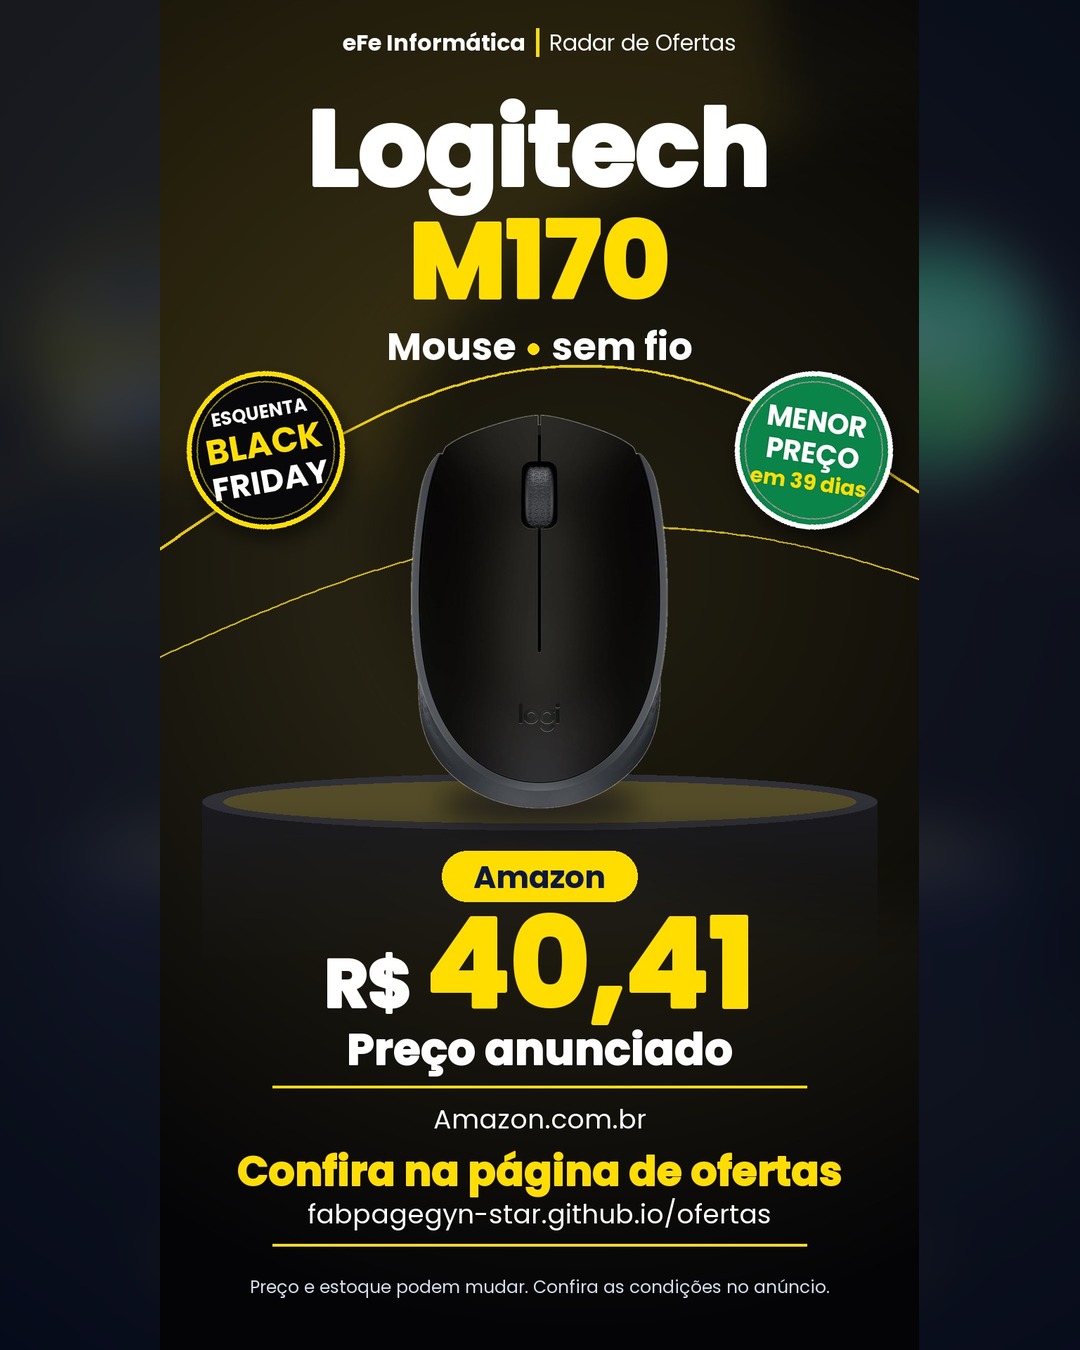 eFe Informática | Radar de Ofertas
Logitech
M170
Mouse • sem fio
ESQUENTA
BLACK
FRIDAY
MENOR
PREÇO
em 39 dias
logi
Amazon
R$ 40,41
Preço anunciado
Amazon.com.br
Confira na página de ofertas
fabpagegyn-star.github.io/ofertas
Preço e estoque podem mudar. Confira as condições no anúncio.